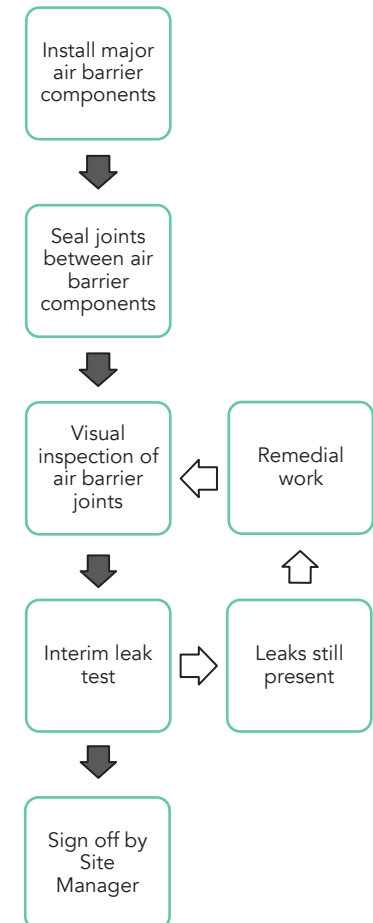 Install major
air barrier
components
Seal joints
between air
barrier
components
Visual
inspection of
air barrier
joints
Remedial
work
Interim leak
test
Leaks still
present
Sign off by
Site
Manager